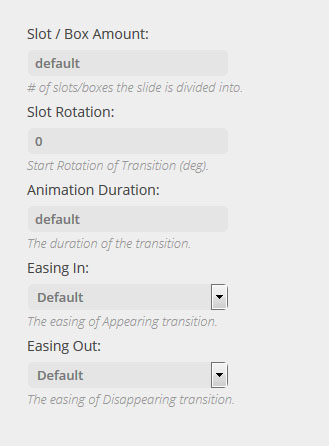 Slot / Box Amount:
default
# of slots/boxes the slide is divided into.
Slot Rotation:
0
Start Rotation of Transition (deg).
Animation Duration:
default
The duration of the transition.
Easing In:
Default
The easing of Appearing transition.
Easing Out:
Default
The easing of Disappearing transition.